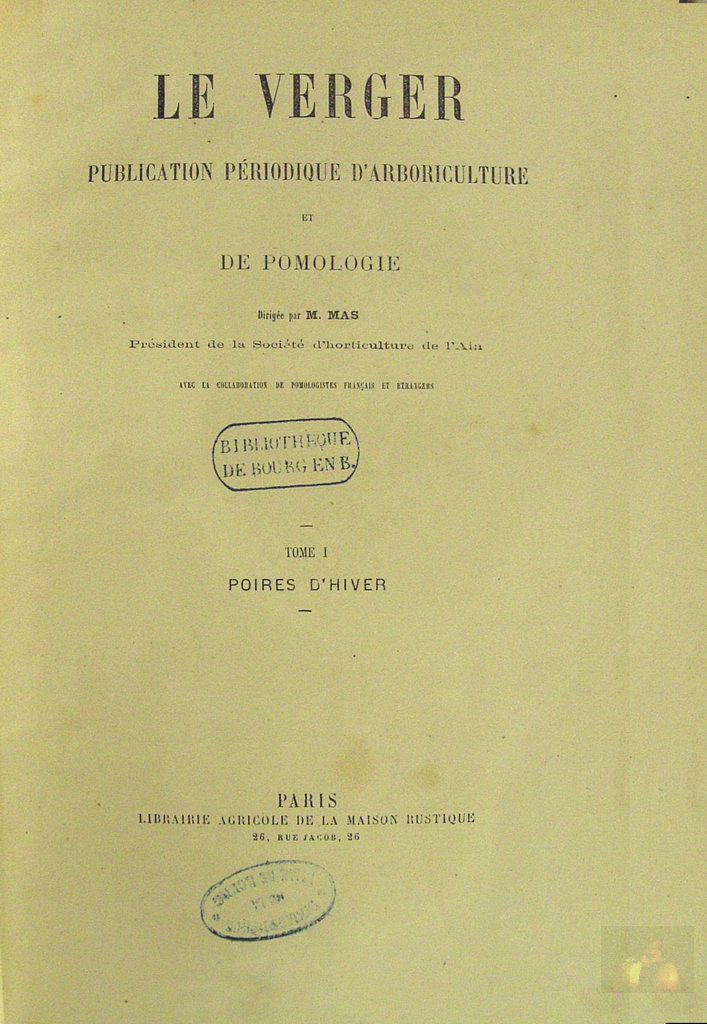 LE VERGER
PUBLICATION PÉRIODIQUE D'ARBORICULTURE
ET
DE POMOLOGIE
Dirigée par M. MAS
Président de la Société d'horticulture de l'Ain
AVEC LA COLLABORATION DE POMOLOGISTES FRANÇAIS ET ETRANGERS
BIBLIOTHEQUE
DE BOURG EN B.
TOME I
POIRES D'HIVER
PARIS
LIBRAIRIE AGRICOLE DE LA MAISON RUSTIQUE
26, RUE JACOB, 26